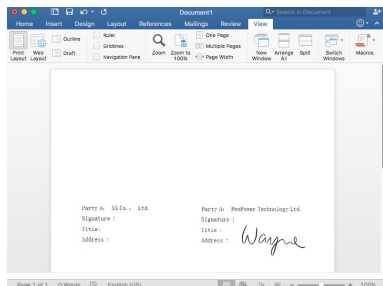 Document1
Search in Document
Home Insert Design Layout References Mailings Review View
Print Layout
Web Layout
Outline
Draft
Ruler
Gridlines
Navigation Pane
Zoom
Zoom to 100%
One Page
Multiple Pages
Page Width
New Window
Arrange All
Split
Switch Windows
Macros
Party A: XX Co., Ltd.
Signature :
Title:
Address :
Party A: PenPower Technology Ltd.
Signature :
Title :
Address :
Wayne
Page 1 of 1 0 Words English (US) 100%